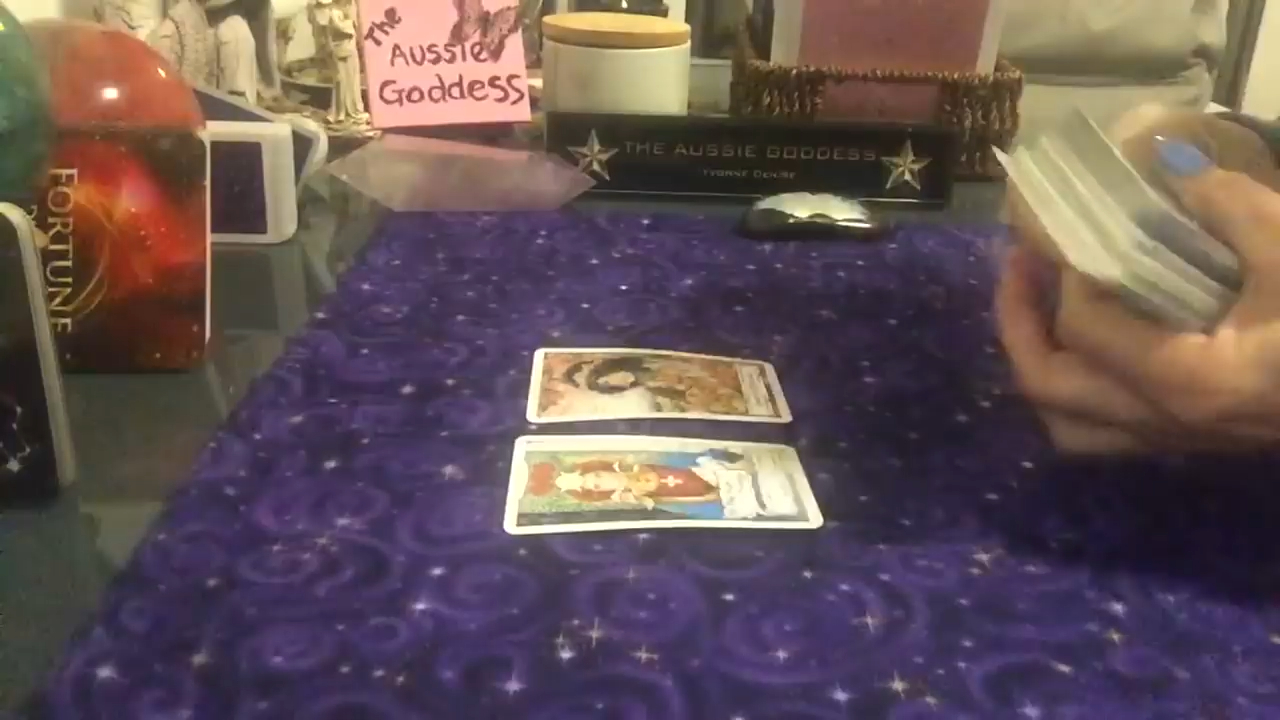 The
Aussie
Goddess
THE AUSSIE GODDESS
YVONNE DENISE
FORTUNE